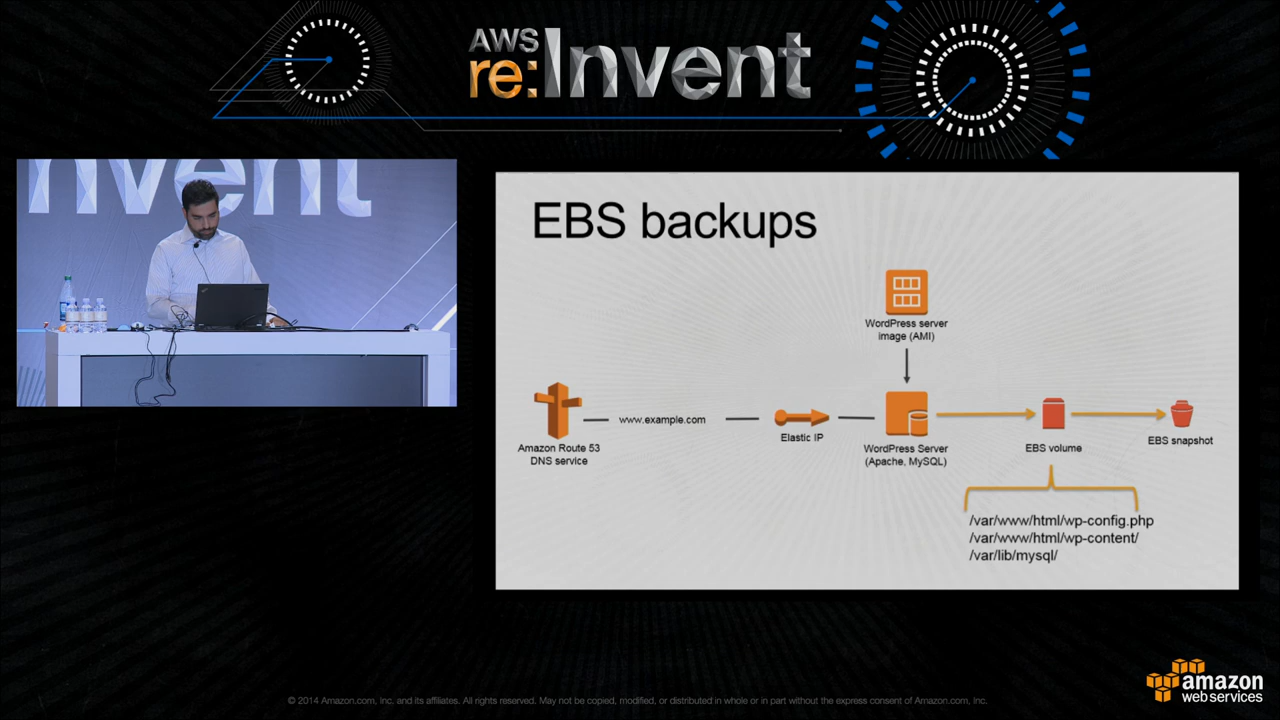 AWS
re:Invent
nvent
EBS backups
WordPress server
image (AMI)
Amazon Route 53
DNS service
www.example.com
Elastic IP
WordPress Server
(Apache, MySQL)
EBS volume
EBS snapshot
/var/www/html/wp-config.php
/var/www/html/wp-content/
/var/lib/mysql/
© 2014 Amazon.com, Inc. and its affiliates. All rights reserved. May not be copied, modified, or distributed in whole or in part without the express consent of Amazon.com, Inc.
amazon
web services